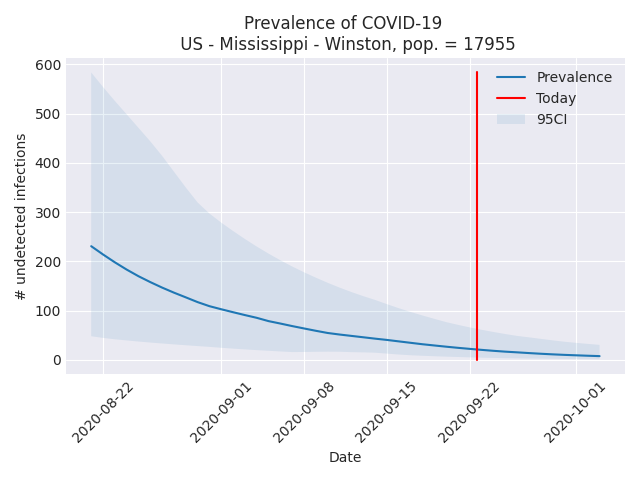 Prevalence of COVID-19
US - Mississippi - Winston, pop. = 17955
Prevalence
Today
95CI
# undetected infections
600
500
400
300
200
100
0
2020-08-22
2020-09-01
2020-09-08
2020-09-15
2020-09-22
2020-10-01
Date